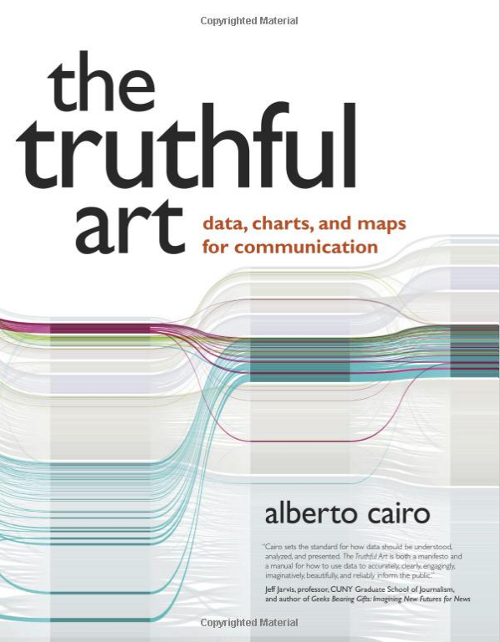 Copyrighted Material
the
truthful
art
data, charts, and maps
for communication
alberto cairo
"Cairo sets the standard for how data should be understood,
analyzed, and presented. The Truthful Art is both a manifesto and
a manual for how to use data to accurately, clearly, engagingly,
imaginatively, beautifully, and reliably inform the public."
Jeff Jarvis, professor, CUNY Graduate School of Journalism,
and author of Geeks Bearing Gifts: Imagining New Futures for News
Copyrighted Material